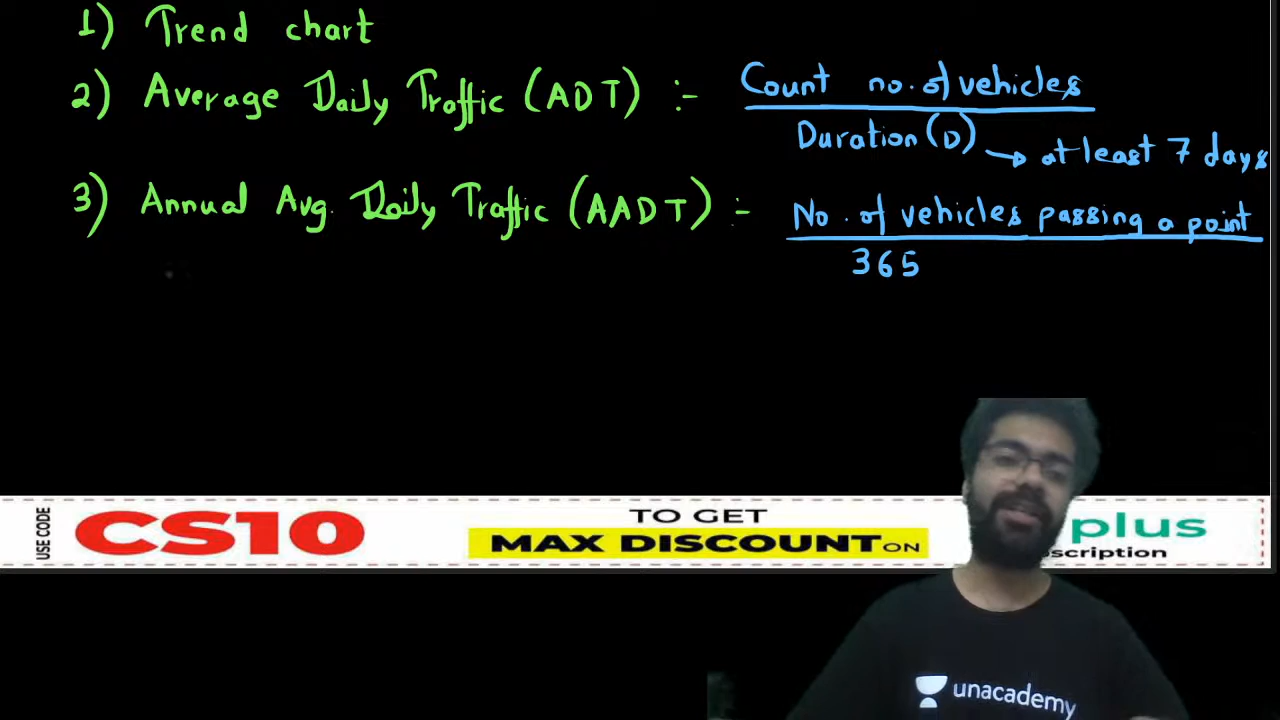 1) Trend chart
2) Average Daily Traffic (ADT) :- Count no. of vehicles
Duration (D) → at least 7 days
3) Annual Avg. Daily Traffic (AADT) :- No. of vehicles passing a point
365
USE CODE
CS10
TO GET
MAX DISCOUNT ON
plus
scription
unacademy